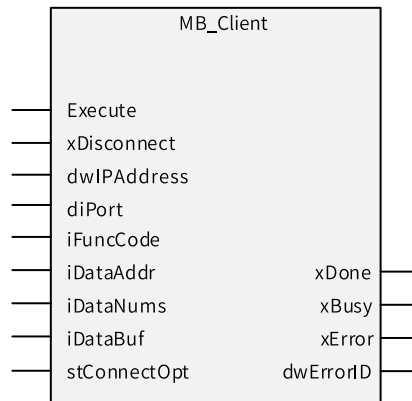 MB_Client
Execute
xDisconnect
dwIPAddress
diPort
iFuncCode
iDataAddr xDone
iDataNums xBusy
iDataBuf xError
stConnectOpt dwErrorID